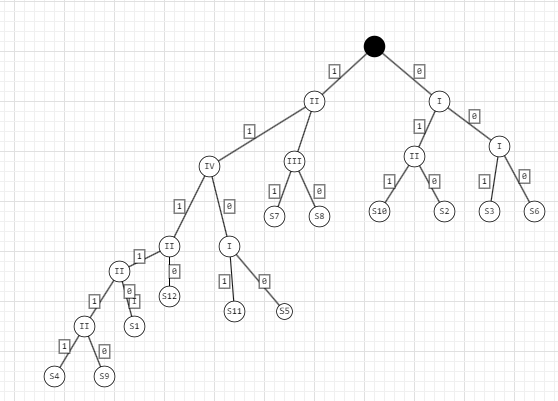 1 0
II I
1 1 0
IV III II I
1 1 0 1 0 1 0
S7 S8 S10 S2 S3 S6
1 0
II I
1 0 1 0
II S12 S11 S5
1 0 1
II S1
1 0
S4 S9